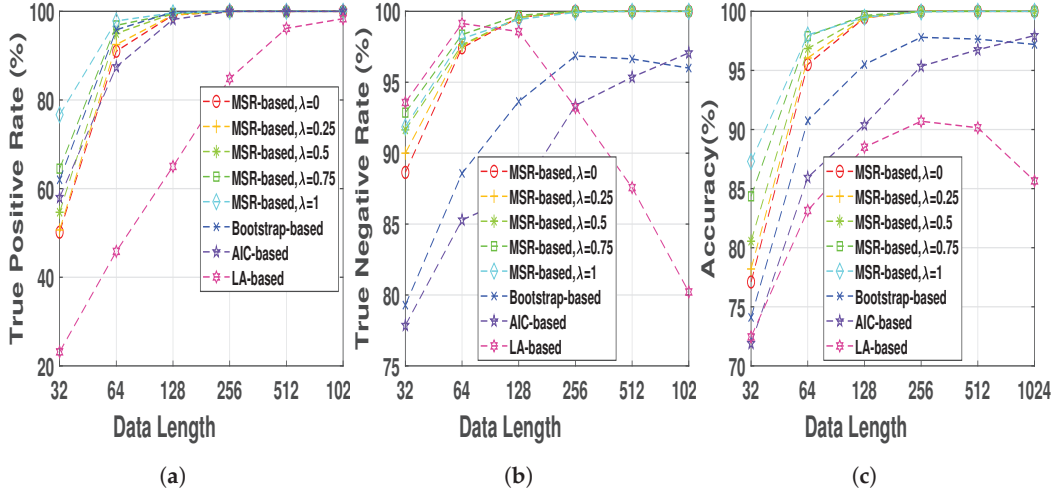 True Positive Rate (%)
100
80
60
40
20
32 64 128 256 512 102
Data Length
MSR-based, λ=0
MSR-based, λ=0.25
MSR-based, λ=0.5
MSR-based, λ=0.75
MSR-based, λ=1
Bootstrap-based
AIC-based
LA-based
(a)
True Negative Rate (%)
100
95
90
85
80
75
32 64 128 256 512 102
Data Length
MSR-based, λ=0
MSR-based, λ=0.25
MSR-based, λ=0.5
MSR-based, λ=0.75
MSR-based, λ=1
Bootstrap-based
AIC-based
LA-based
(b)
Accuracy(%)
100
95
90
85
80
75
70
32 64 128 256 512 1024
Data Length
MSR-based, λ=0
MSR-based, λ=0.25
MSR-based, λ=0.5
MSR-based, λ=0.75
MSR-based, λ=1
Bootstrap-based
AIC-based
LA-based
(c)